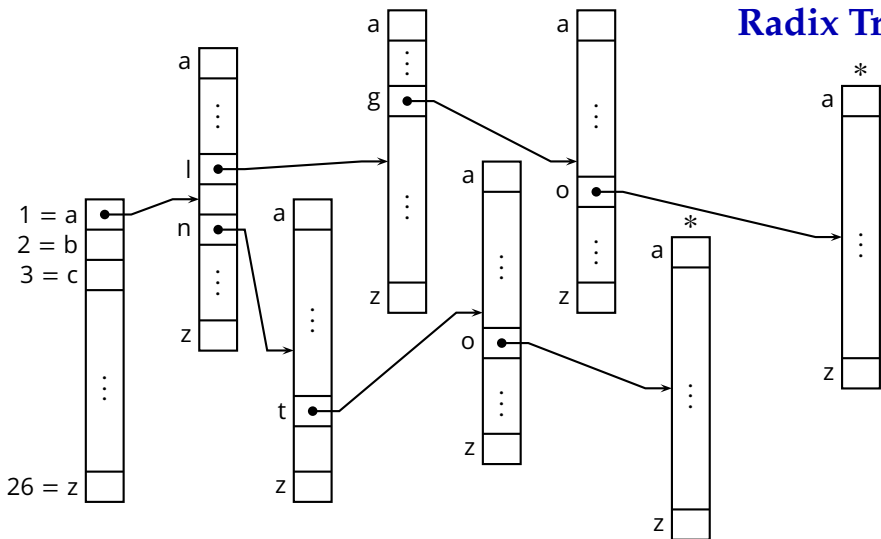 Radix Tr
a
⋮
l
n
⋮
z
1 = a
2 = b
3 = c
⋮
26 = z
a
⋮
t
z
a
⋮
g
⋮
z
a
⋮
o
⋮
z
a
⋮
o
⋮
z
*
a
⋮
z
*
a
⋮
z